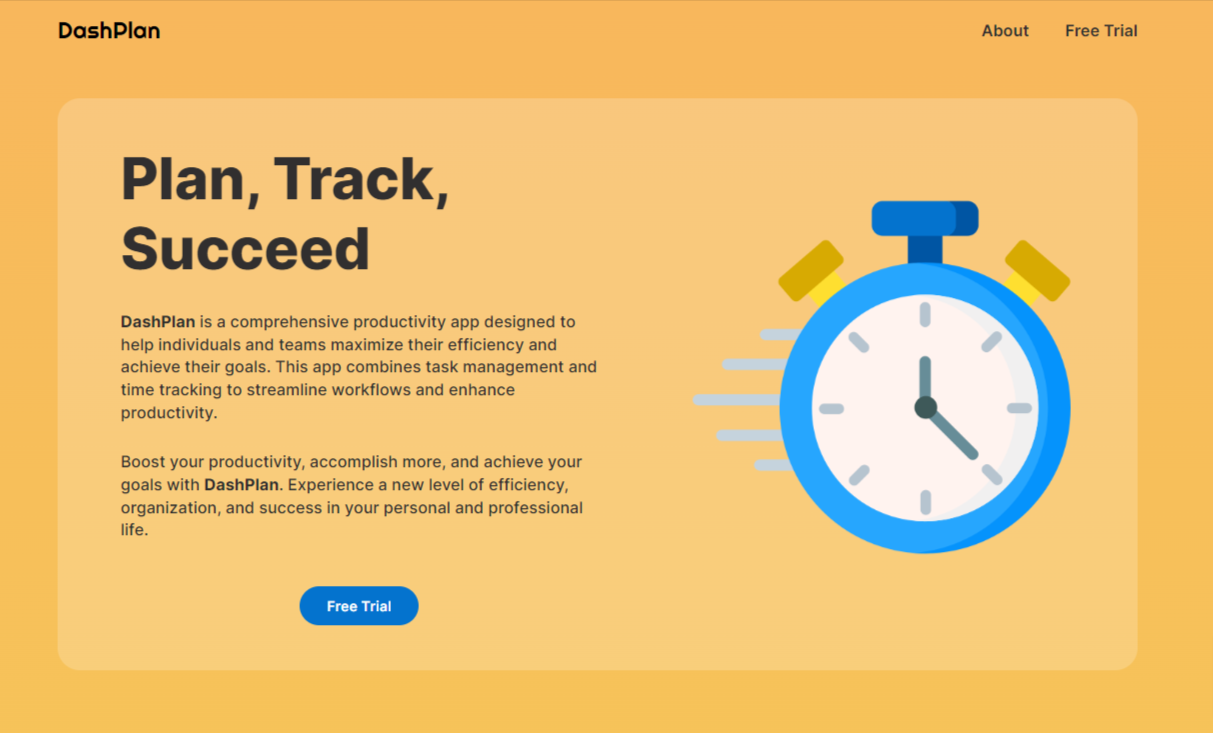 DashPlan
About
Free Trial
Plan, Track,
Succeed
DashPlan is a comprehensive productivity app designed to
help individuals and teams maximize their efficiency and
achieve their goals. This app combines task management and
time tracking to streamline workflows and enhance
productivity.
Boost your productivity, accomplish more, and achieve your
goals with DashPlan. Experience a new level of efficiency,
organization, and success in your personal and professional
life.
Free Trial